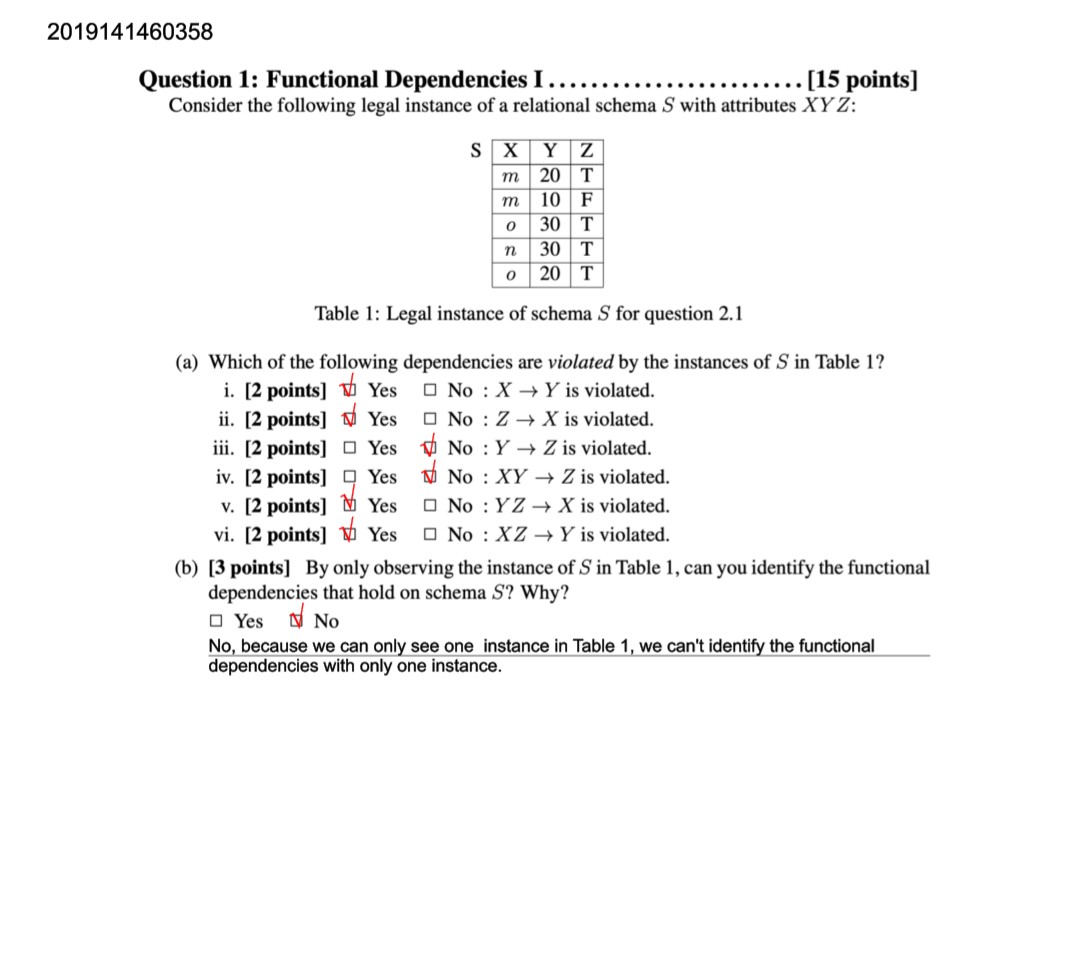 2019141460358
Question 1: Functional Dependencies I ........................ [15 points]
Consider the following legal instance of a relational schema S with attributes XYZ:
S X Y Z
m 20 T
m 10 F
o 30 T
n 30 T
o 20 T
Table 1: Legal instance of schema S for question 2.1
(a) Which of the following dependencies are violated by the instances of S in Table 1?
i. [2 points] ☑ Yes ☐ No : X → Y is violated.
ii. [2 points] ☑ Yes ☐ No : Z → X is violated.
iii. [2 points] ☐ Yes ☑ No : Y → Z is violated.
iv. [2 points] ☐ Yes ☑ No : XY → Z is violated.
v. [2 points] ☑ Yes ☐ No : YZ → X is violated.
vi. [2 points] ☑ Yes ☐ No : XZ → Y is violated.
(b) [3 points] By only observing the instance of S in Table 1, can you identify the functional
dependencies that hold on schema S? Why?
☐ Yes ☑ No
No, because we can only see one instance in Table 1, we can't identify the functional
dependencies with only one instance.